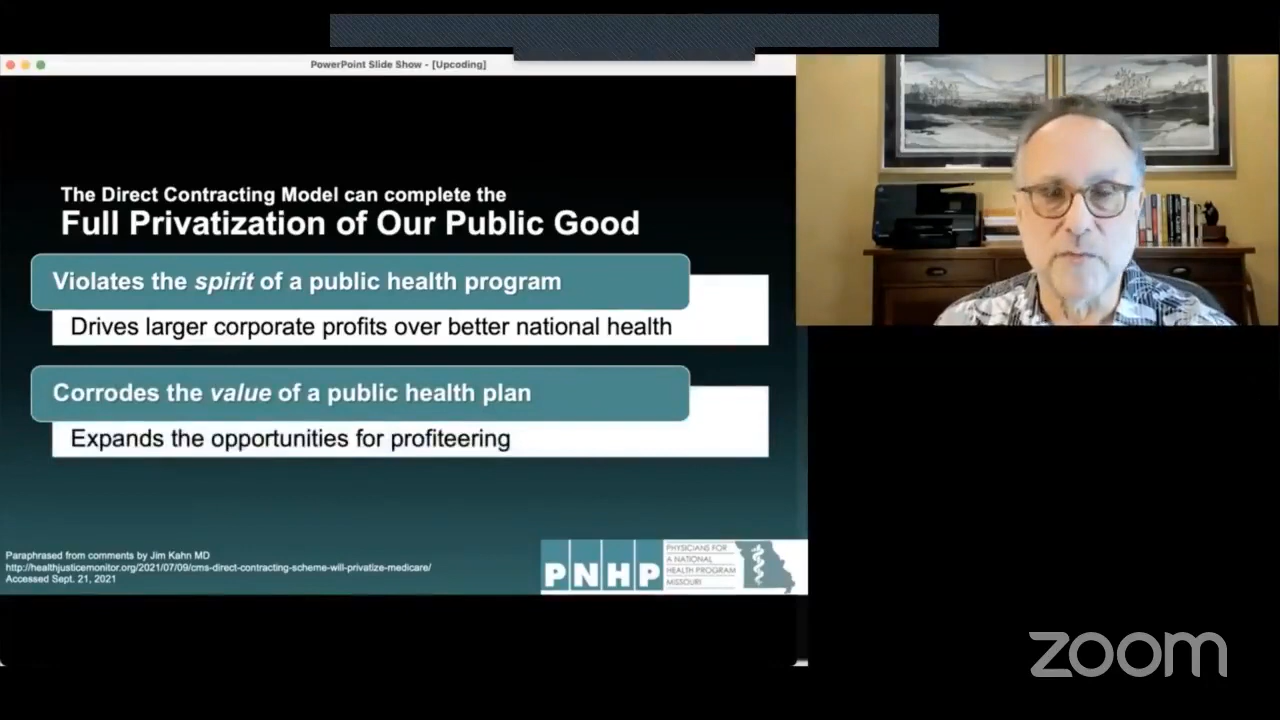 PowerPoint Slide Show - [Upcoding]
The Direct Contracting Model can complete the
Full Privatization of Our Public Good
Violates the spirit of a public health program
Drives larger corporate profits over better national health
Corrodes the value of a public health plan
Expands the opportunities for profiteering
Paraphrased from comments by Jim Kahn MD
http://healthjusticemonitor.org/2021/07/09/cms-direct-contracting-scheme-will-privatize-medicare/
Accessed Sept. 21, 2021
PNHP
PHYSICIANS FOR
A NATIONAL
HEALTH PROGRAM
MISSOURI
zoom